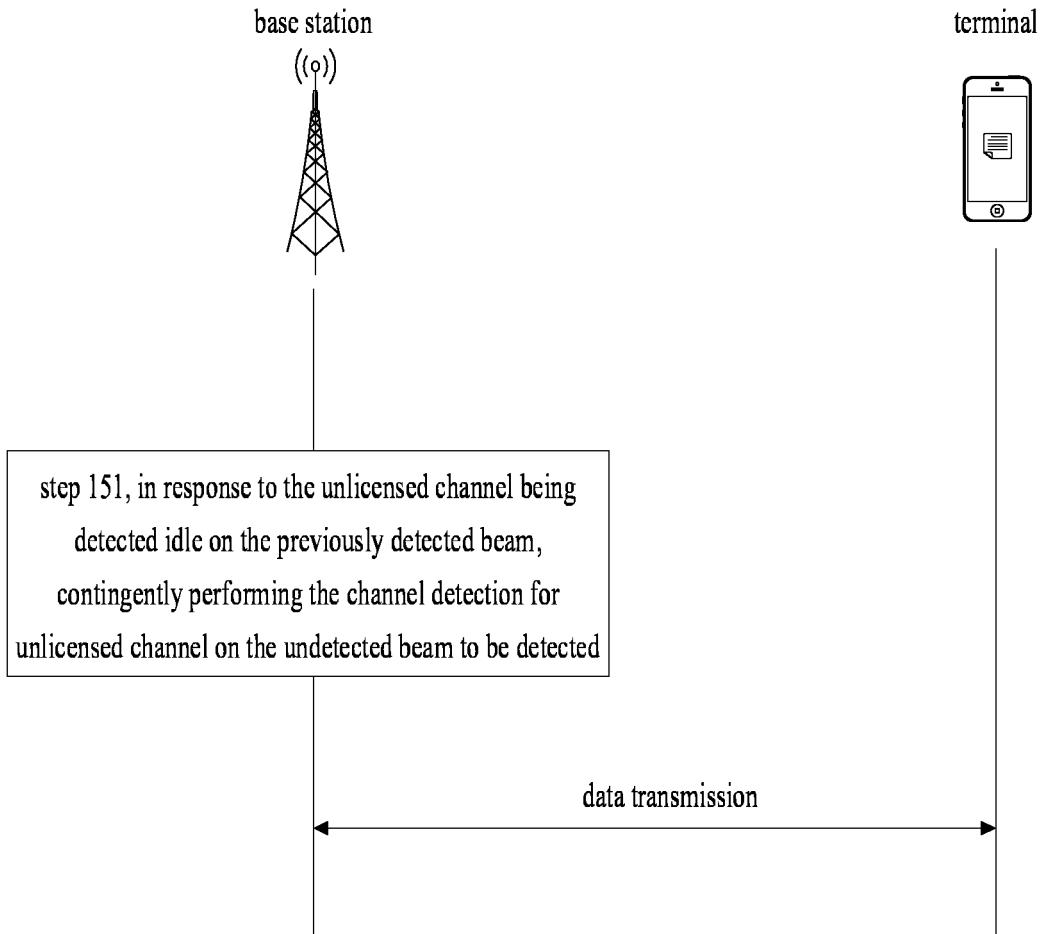 base station
terminal
step 151, in response to the unlicensed channel being
detected idle on the previously detected beam,
contingently performing the channel detection for
unlicensed channel on the undetected beam to be detected
data transmission